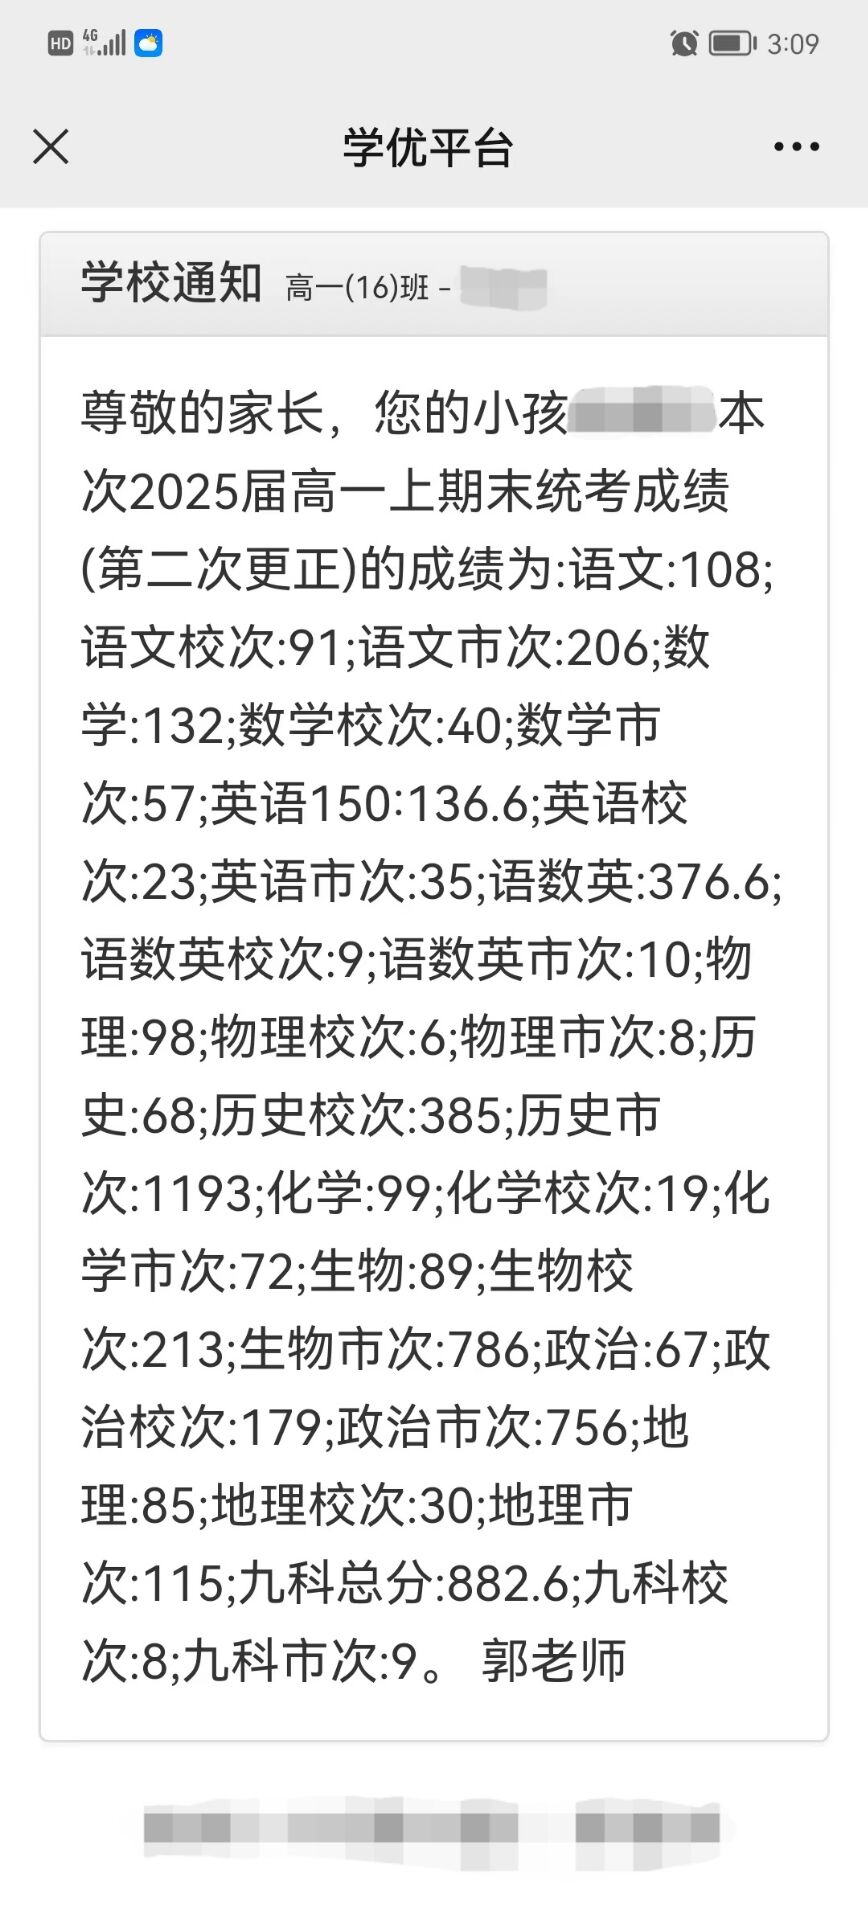 HD 4G 3:09
学优平台
学校通知 高一(16)班 -
尊敬的家长，您的小孩本
次2025届高一上期末统考成绩
(第二次更正)的成绩为:语文:108;
语文校次:91;语文市次:206;数
学:132;数学校次:40;数学市
次:57;英语150:136.6;英语校
次:23;英语市次:35;语数英:376.6;
语数英校次:9;语数英市次:10;物
理:98;物理校次:6;物理市次:8;历
史:68;历史校次:385;历史市
次:1193;化学:99;化学校次:19;化
学市次:72;生物:89;生物校
次:213;生物市次:786;政治:67;政
治校次:179;政治市次:756;地
理:85;地理校次:30;地理市
次:115;九科总分:882.6;九科校
次:8;九科市次:9。 郭老师